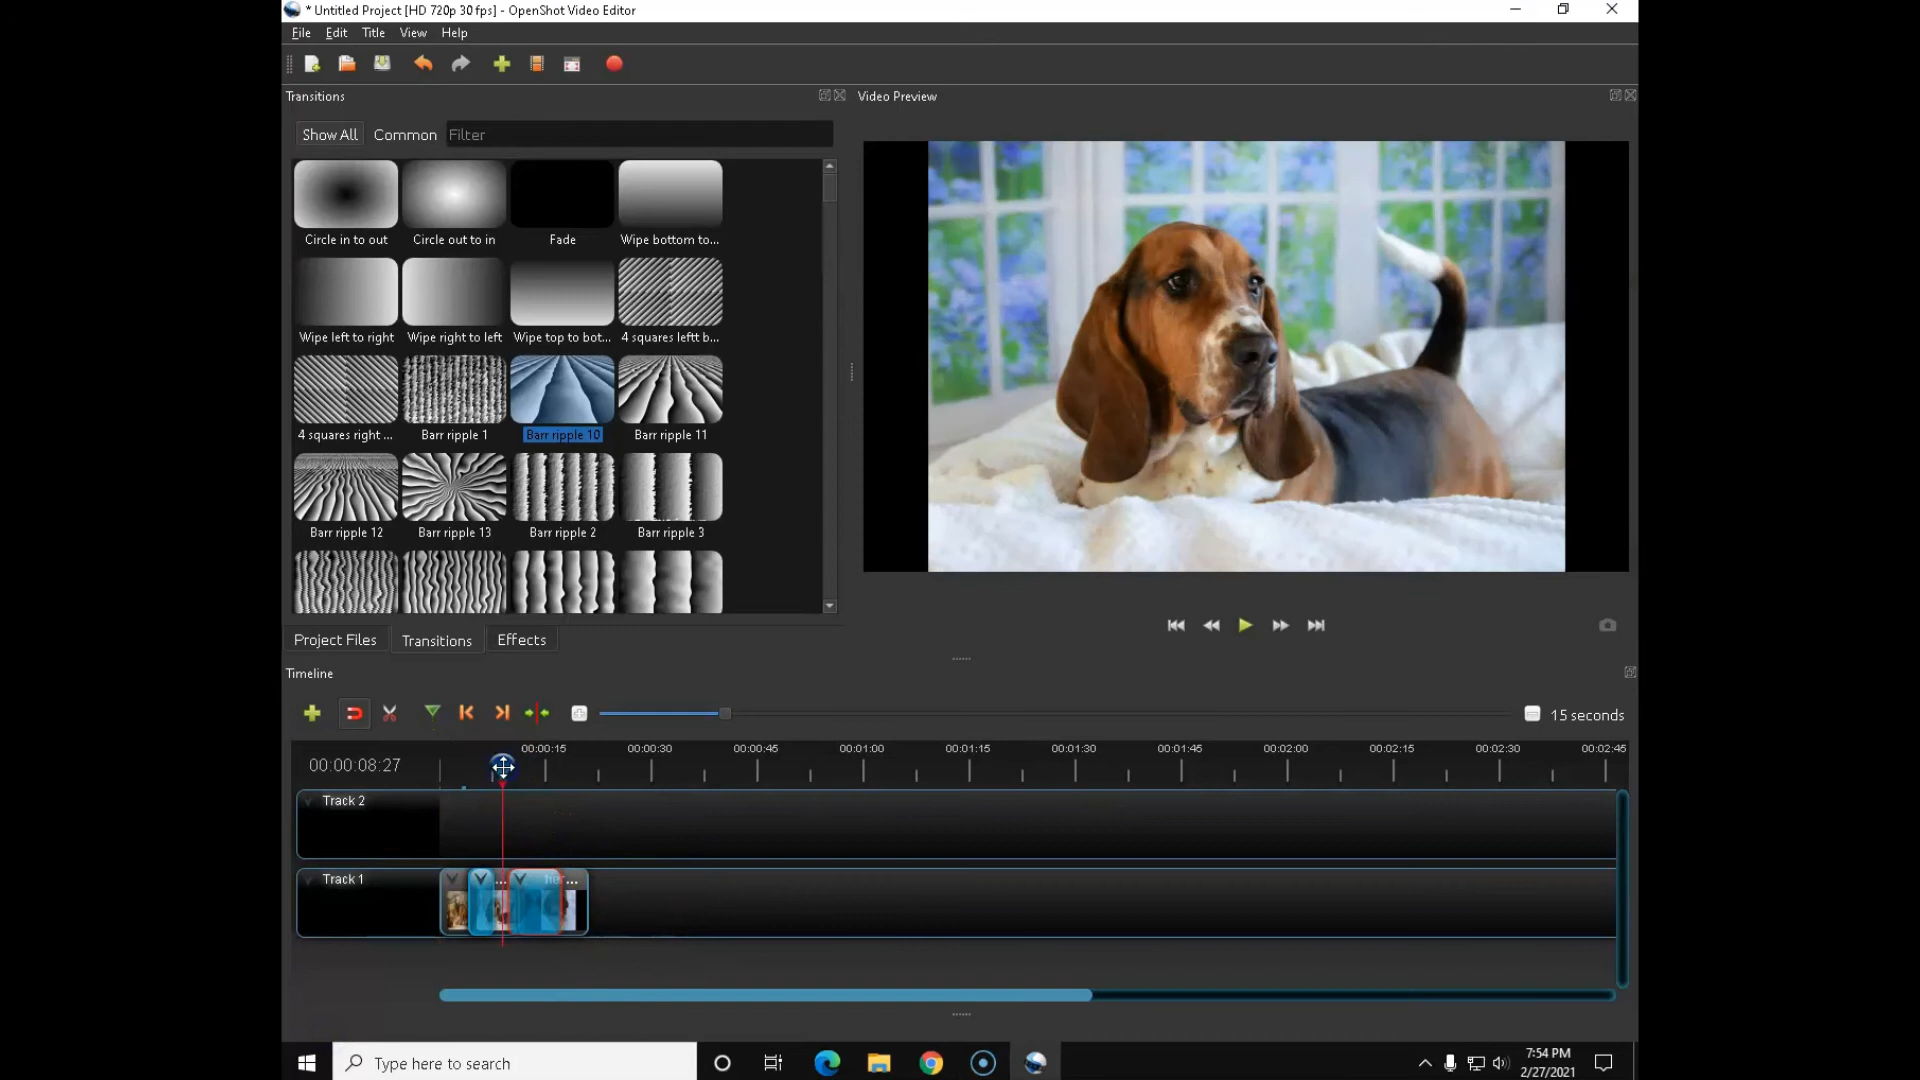 * Untitled Project [HD 720p 30 fps] - OpenShot Video Editor
File Edit Title View Help
Transitions
Video Preview
Show All Common Filter
Circle in to out Circle out to in Fade Wipe bottom to...
Wipe left to right Wipe right to left Wipe top to bot... 4 squares leftt b...
4 squares right ... Barr ripple 1 Barr ripple 10 Barr ripple 11
Barr ripple 12 Barr ripple 13 Barr ripple 2 Barr ripple 3
Project Files Transitions Effects
Timeline
15 seconds
00:00:15 00:00:30 00:00:45 00:01:00 00:01:15 00:01:30 00:01:45 00:02:00 00:02:15 00:02:30 00:02:45
00:00:08:27
Track 2
Track 1
Type here to search
7:54 PM
2/27/2021